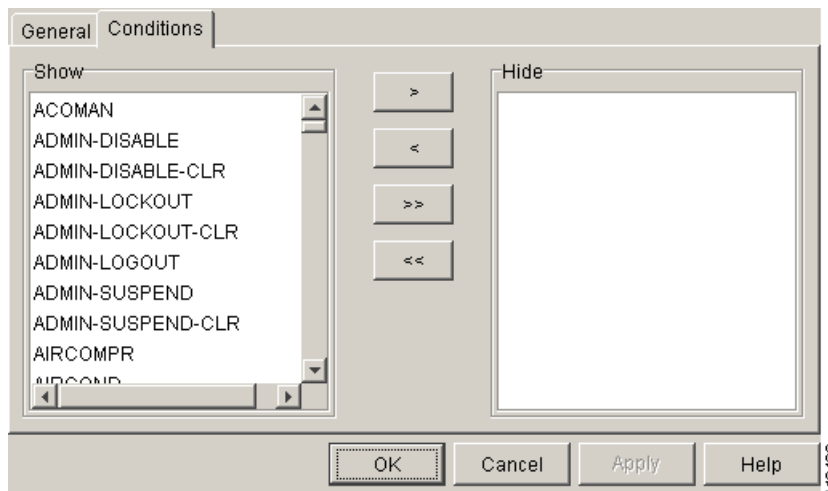 General Conditions
Show
Hide
ACOMAN
ADMIN-DISABLE
ADMIN-DISABLE-CLR
ADMIN-LOCKOUT
ADMIN-LOCKOUT-CLR
ADMIN-LOGOUT
ADMIN-SUSPEND
ADMIN-SUSPEND-CLR
AIRCOMPR
>
<
>>
<<
OK Cancel Apply Help